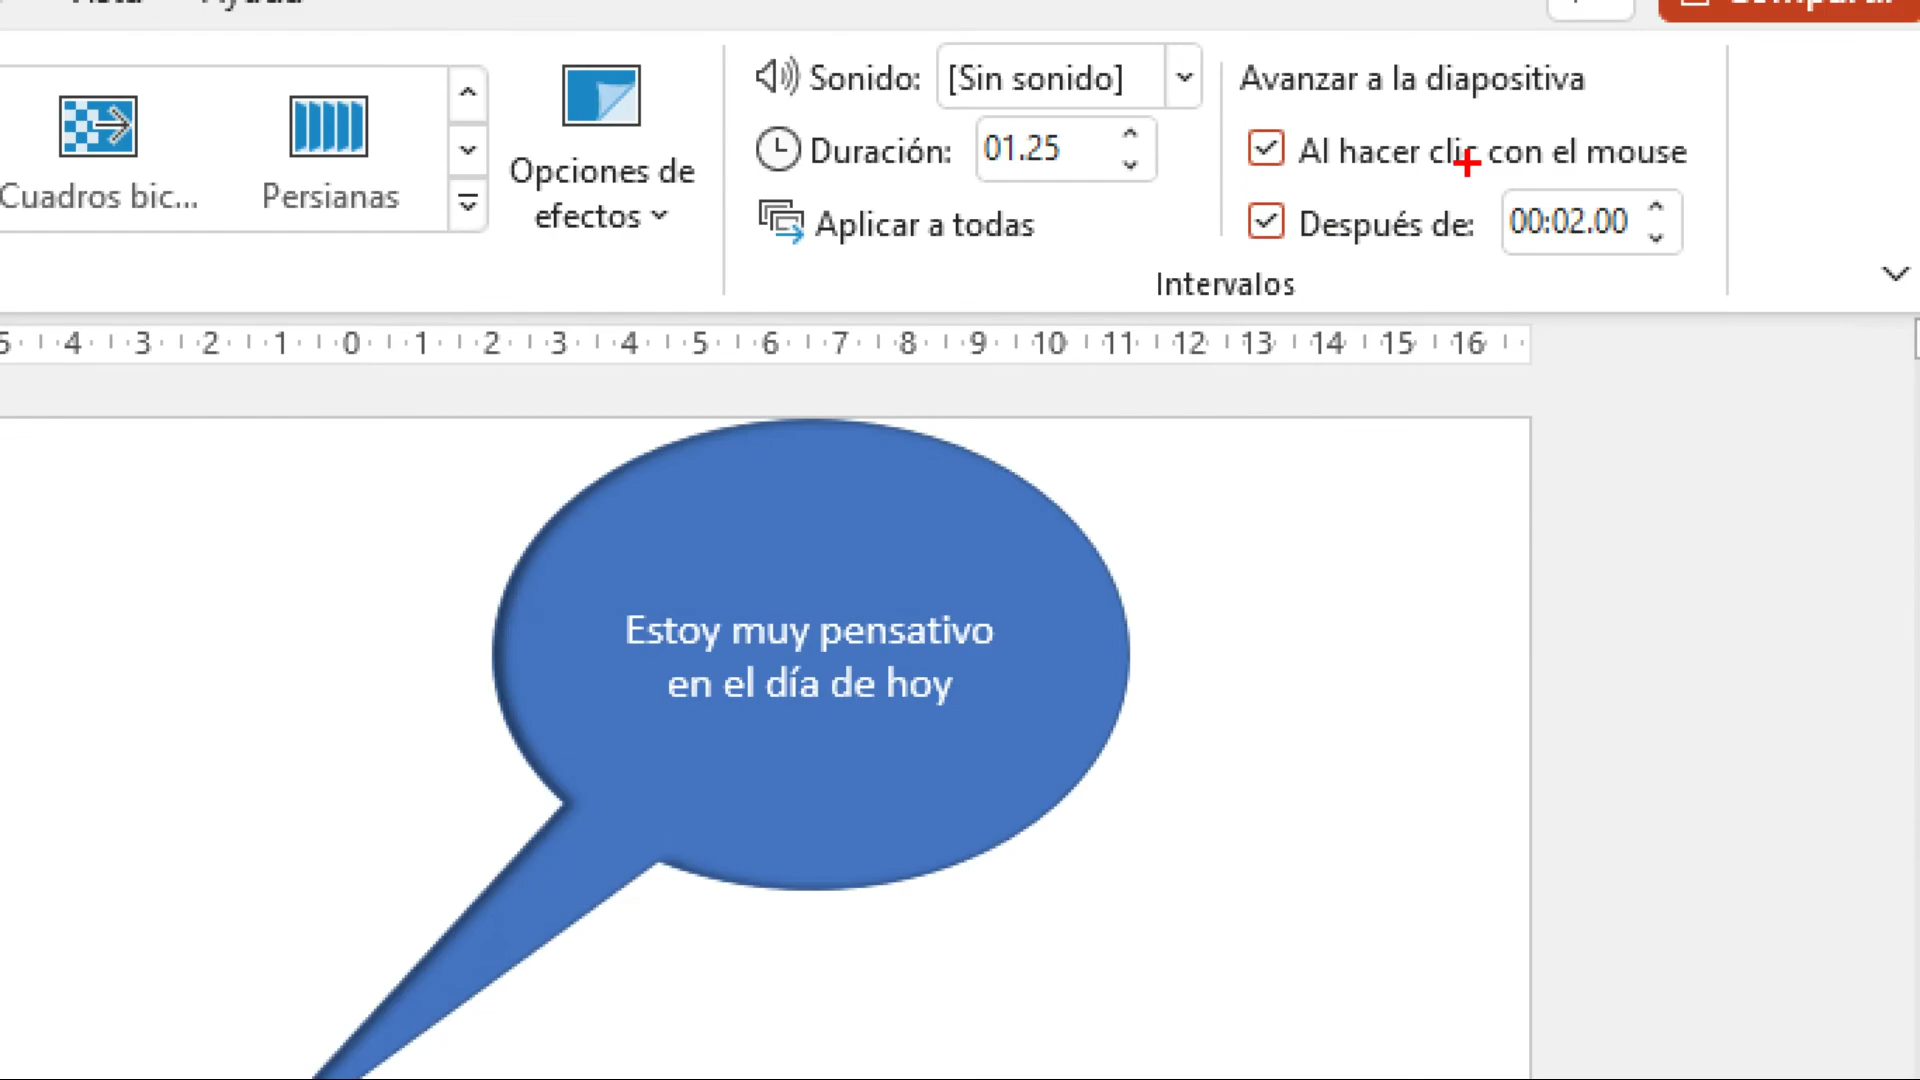 Vista Ayuda
Compartir
Cuadros bic...
Persianas
Opciones de
efectos
Sonido: [Sin sonido]
Duración: 01.25
Aplicar a todas
Avanzar a la diapositiva
Al hacer clic con el mouse
Después de: 00:02.00
Intervalos
5 4 3 2 1 0 1 2 3 4 5 6 7 8 9 10 11 12 13 14 15 16
Estoy muy pensativo
en el día de hoy